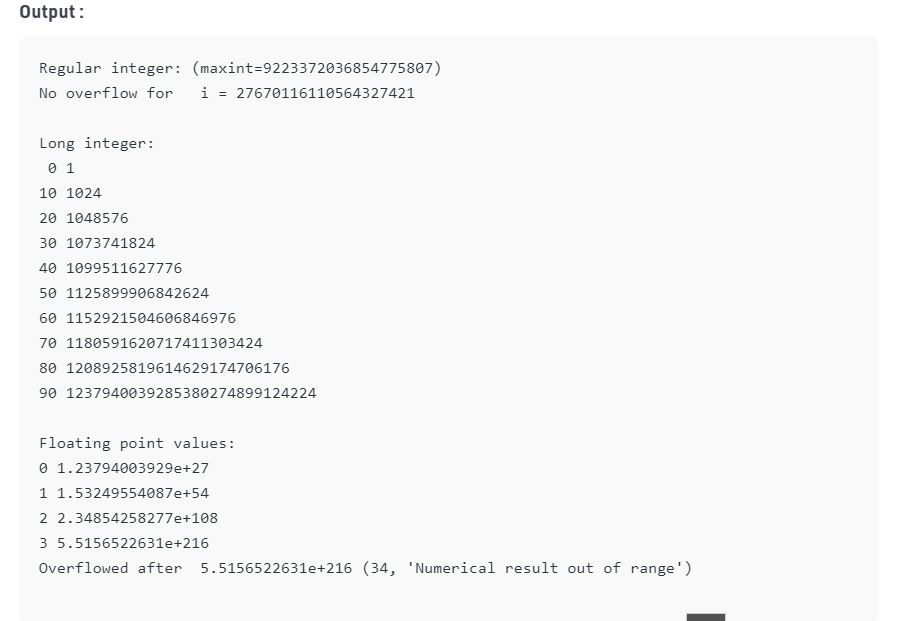 Output :
Regular integer: (maxint=9223372036854775807)
No overflow for   i = 27670116110564327421
Long integer:
 0 1
10 1024
20 1048576
30 1073741824
40 1099511627776
50 1125899906842624
60 1152921504606846976
70 1180591620717411303424
80 1208925819614629174706176
90 1237940039285380274899124224
Floating point values:
0 1.23794003929e+27
1 1.53249554087e+54
2 2.34854258277e+108
3 5.5156522631e+216
Overflowed after  5.5156522631e+216 (34, 'Numerical result out of range')